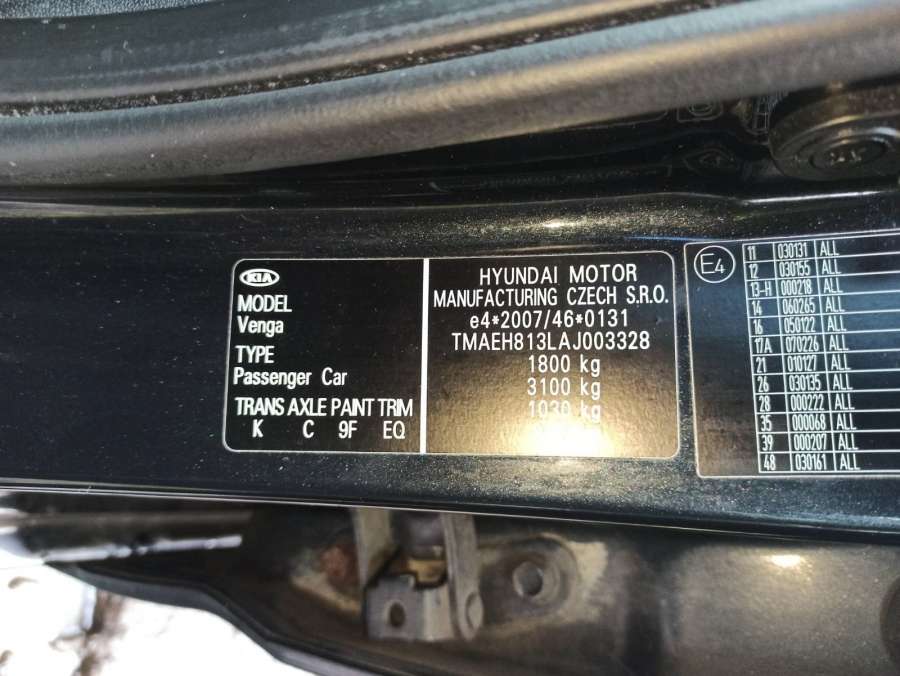 KIA
MODEL
Venga
TYPE
Passenger Car
TRANS AXLE PAINT TRIM
K C 9F EQ
HYUNDAI MOTOR
MANUFACTURING CZECH S.R.O.
e4*2007/46*0131
TMAEH813LAJ003328
1800 kg
3100 kg
1030 kg
E4
11 030131 ALL
12 030155 ALL
13-H 000218 ALL
14 060265 ALL
16 050122 ALL
17A 070226 ALL
21 010127 ALL
26 030135 ALL
28 000222 ALL
35 000068 ALL
39 000207 ALL
48 030161 ALL